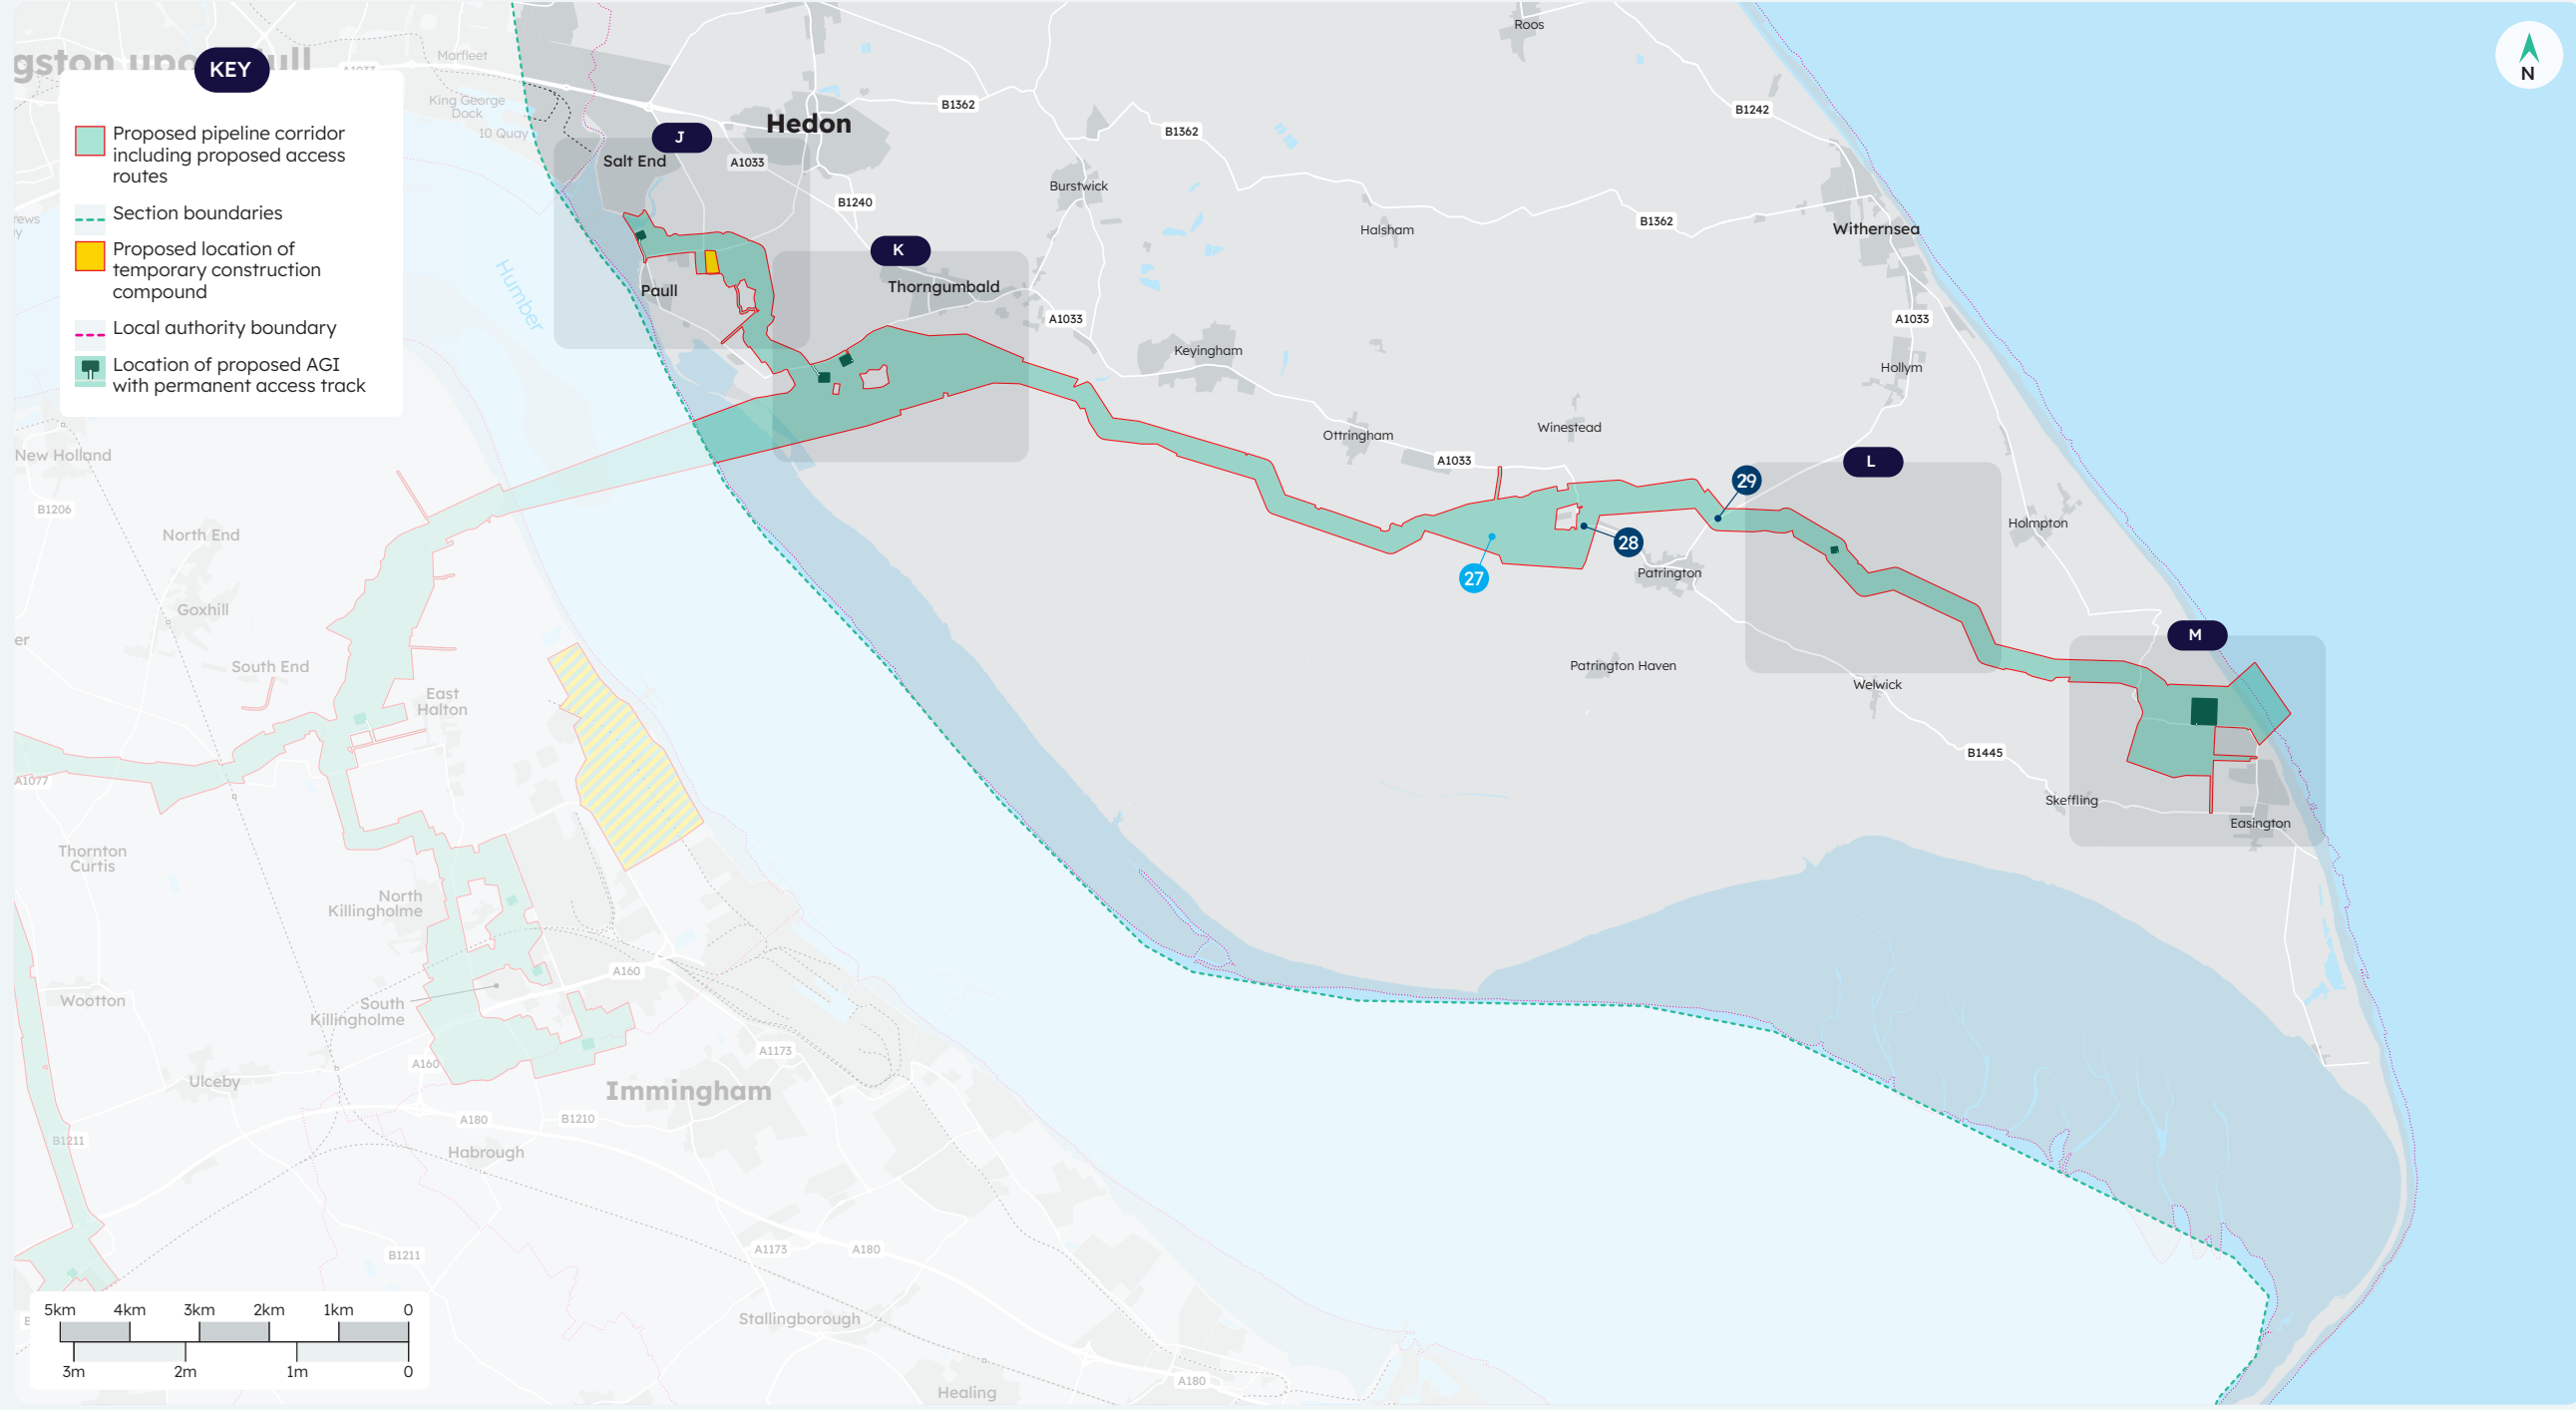 KEY
Proposed pipeline corridor
including proposed access
routes
Section boundaries
Proposed location of
temporary construction
compound
Local authority boundary
Location of proposed AGI
with permanent access track
N
Roos
Marfleet
A1033
King George
Dock
10 Quay
Hedon
B1362
B1362
B1242
J
Salt End
A1033
B1240
Burstwick
Halsham
B1362
Withernsea
K
Thorngumbald
Paull
Humber
A1033
A1033
Keyingham
Hollym
Ottringham
Winestead
A1033
L
29
28
27
Holmpton
Patrington
Patrington Haven
Welwick
M
B1445
Skeffling
Easington
New Holland
B1206
North End
Goxhill
South End
East
Halton
A1077
Thornton
Curtis
North
Killingholme
A160
Wootton
South
Killingholme
A160
A1173
Ulceby
Immingham
A180
B1210
B1211
Habrough
B1211
A1173
A180
Stallingborough
Healing
A180
5km 4km 3km 2km 1km 0
3m 2m 1m 0